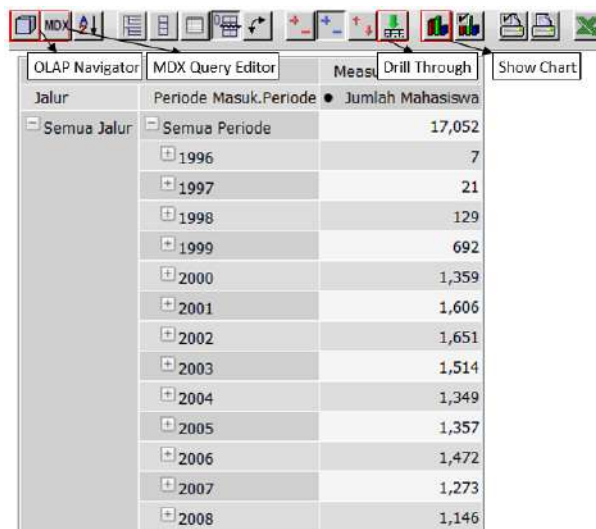 MDX
OLAP Navigator MDX Query Editor Drill Through Show Chart
Measu
Jalur Periode Masuk.Periode ● Jumlah Mahasiswa
Semua Jalur Semua Periode 17,052
1996 7
1997 21
1998 129
1999 692
2000 1,359
2001 1,606
2002 1,651
2003 1,514
2004 1,349
2005 1,357
2006 1,472
2007 1,273
2008 1,146